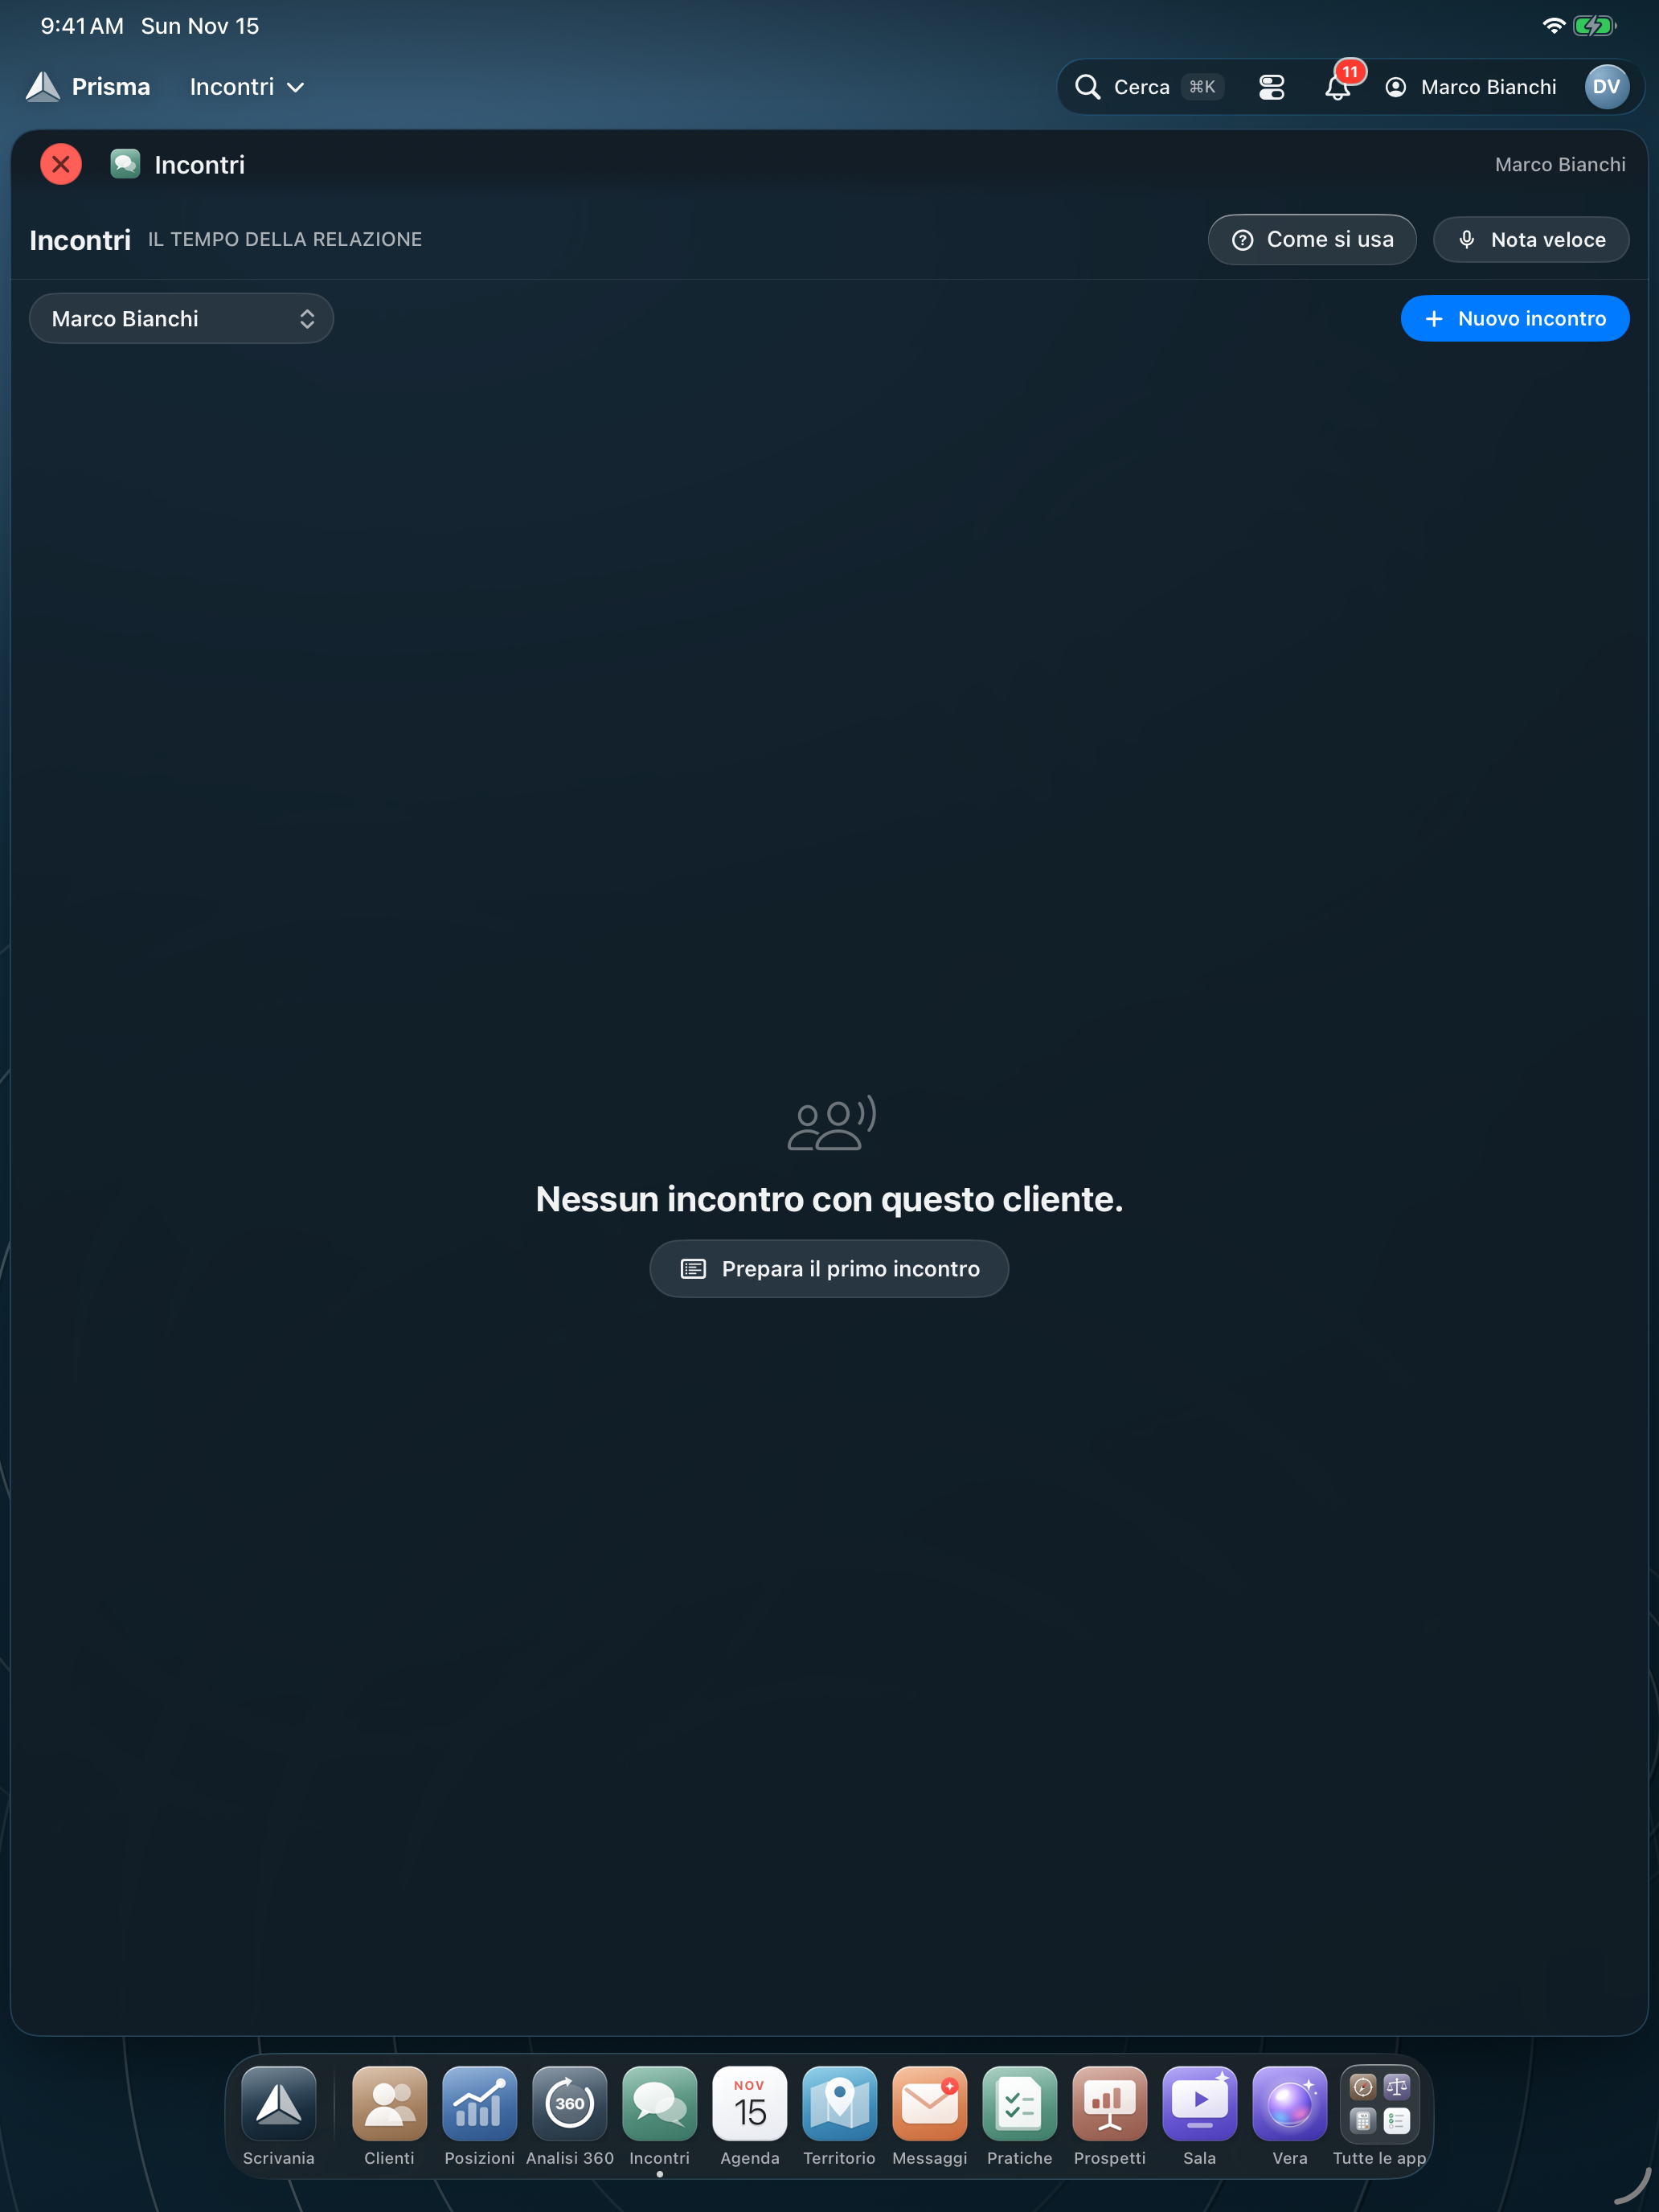 9:41 AM Sun Nov 15
Prisma Incontri Cerca ⌘K 11 Marco Bianchi DV
Incontri Marco Bianchi
Incontri IL TEMPO DELLA RELAZIONE Come si usa Nota veloce
Marco Bianchi + Nuovo incontro
Nessun incontro con questo cliente.
Prepara il primo incontro
360 NOV 15
Scrivania Clienti Posizioni Analisi 360 Incontri Agenda Territorio Messaggi Pratiche Prospetti Sala Vera Tutte le app